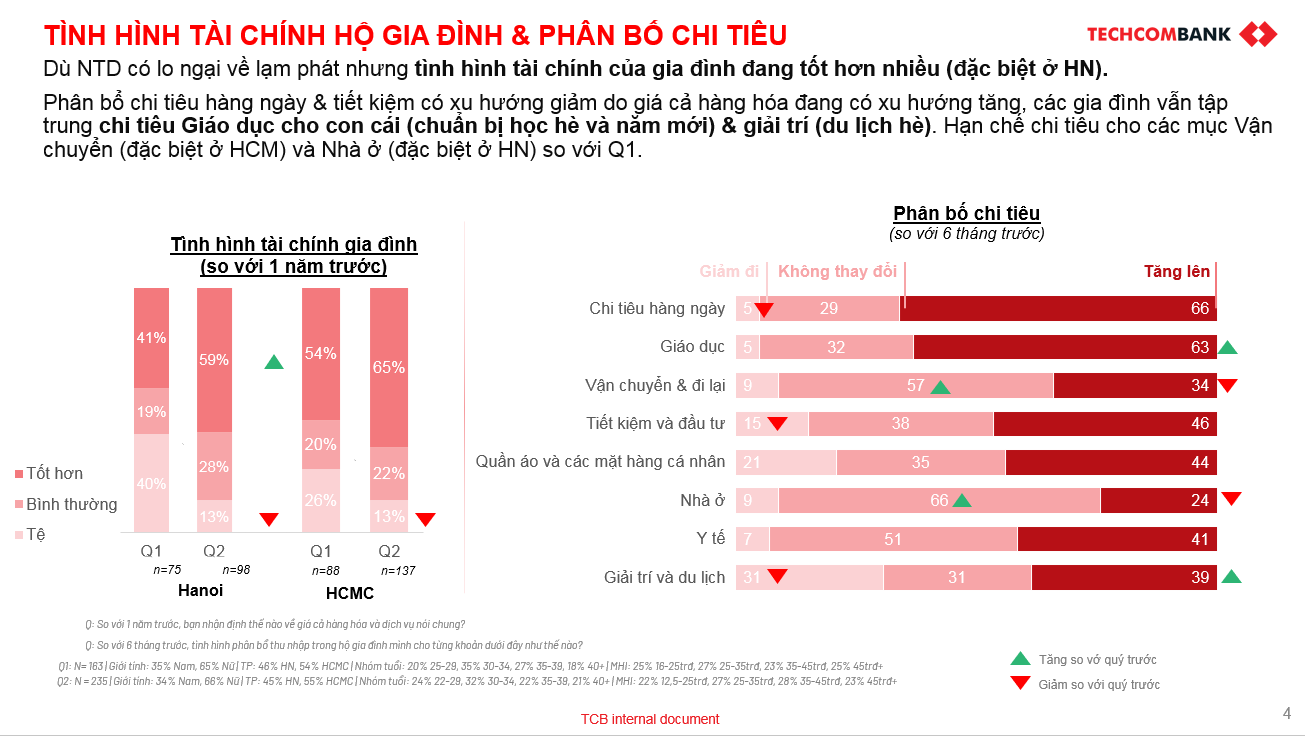 TÌNH HÌNH TÀI CHÍNH HỘ GIA ĐÌNH & PHÂN BỐ CHI TIÊU
TECHCOMBANK
Dù NTD có lo ngại về lạm phát nhưng tình hình tài chính của gia đình đang tốt hơn nhiều (đặc biệt ở HN).
Phân bổ chi tiêu hàng ngày & tiết kiệm có xu hướng giảm do giá cả hàng hóa đang có xu hướng tăng, các gia đình vẫn tập
trung chi tiêu Giáo dục cho con cái (chuẩn bị học hè và năm mới) & giải trí (du lịch hè). Hạn chế chi tiêu cho các mục Vận
chuyển (đặc biệt ở HCM) và Nhà ở (đặc biệt ở HN) so với Q1.
Tình hình tài chính gia đình
(so với 1 năm trước)
41% 59% 54% 65%
19% 28% 20% 22%
40% 13% 26% 13%
Tốt hơn
Bình thường
Tệ
Q1 Q2 Q1 Q2
n=75 n=98 n=88 n=137
Hanoi HCMC
Phân bố chi tiêu
(so với 6 tháng trước)
Giảm đi Không thay đổi Tăng lên
Chi tiêu hàng ngày 5 29 66
Giáo dục 5 32 63
Vận chuyển & đi lại 9 57 34
Tiết kiệm và đầu tư 15 38 46
Quần áo và các mặt hàng cá nhân 21 35 44
Nhà ở 9 66 24
Y tế 7 51 41
Giải trí và du lịch 31 31 39
Q: So với 1 năm trước, bạn nhận định thế nào về giá cả hàng hóa và dịch vụ nói chung?
Q: So với 6 tháng trước, tình hình phân bổ thu nhập trong hộ gia đình mình cho từng khoản dưới đây như thế nào?
Q1: N= 163 | Giới tính: 35% Nam, 65% Nữ | TP: 46% HN, 54% HCMC | Nhóm tuổi: 20% 25-29, 35% 30-34, 27% 35-39, 18% 40+ | MHI: 25% 16-25trđ, 27% 25-35trđ, 23% 35-45trđ, 25% 45trđ+
Q2: N = 235 | Giới tính: 34% Nam, 66% Nữ | TP: 45% HN, 55% HCMC | Nhóm tuổi: 24% 22-29, 32% 30-34, 22% 35-39, 21% 40+ | MHI: 22% 12,5-25trđ, 27% 25-35trđ, 28% 35-45trđ, 23% 45trđ+
Tăng so vớ quý trước
Giảm so với quý trước
TCB internal document
4